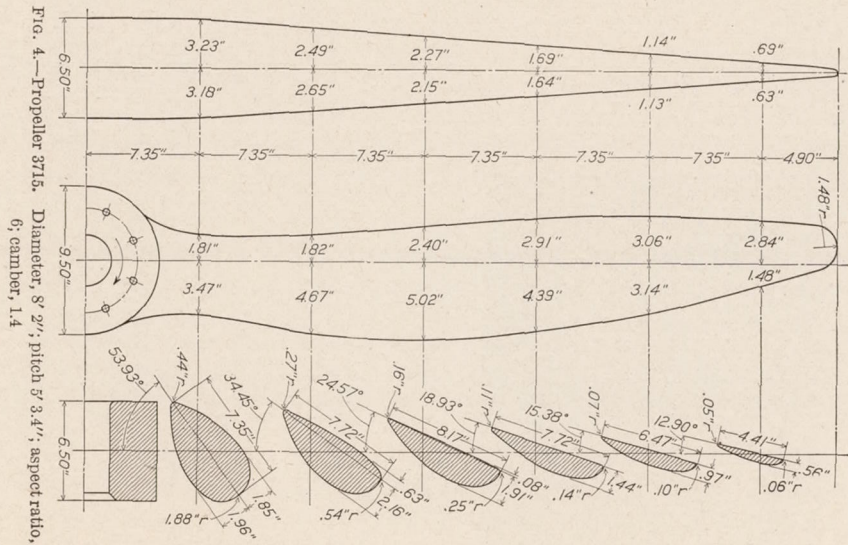 FIG. 4.—Propeller 3715. Diameter, 8' 2"; pitch 5' 3.4"; aspect ratio,
6; camber, 1.4
6.50"
3.23" 2.49" 2.27" 1.69" 1.14" .69"
3.18" 2.65" 2.15" 1.64" 1.13" .63"
7.35" 7.35" 7.35" 7.35" 7.35" 7.35" 4.90"
1.48"r
9.50"
1.81" 1.82" 2.40" 2.91" 3.06" 2.84"
3.47" 4.67" 5.02" 4.39" 3.14" 1.48"
53.93° .44"r 34.45° .27"r 24.57° .16"r 18.93° .11"r 15.38° .07"r 12.90° .05"r
7.35" 7.72" 8.17" 7.72" 6.47" 4.41"
6.50"
1.85" .63" .08" 1.44" .97" .56"
1.88"r 1.96" .54"r 2.16" .25"r 1.91" .14"r .10"r .06"r